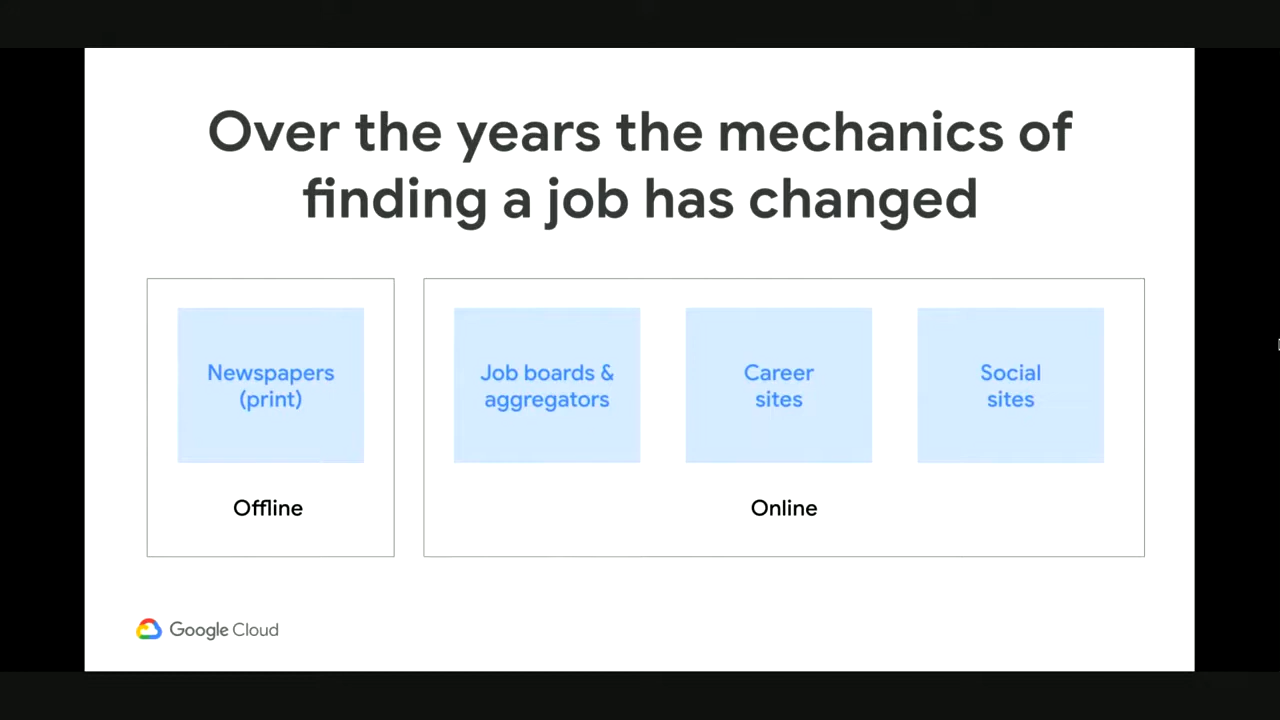 Over the years the mechanics of
finding a job has changed
Newspapers
(print)
Offline
Job boards &
aggregators
Career
sites
Social
sites
Online
Google Cloud